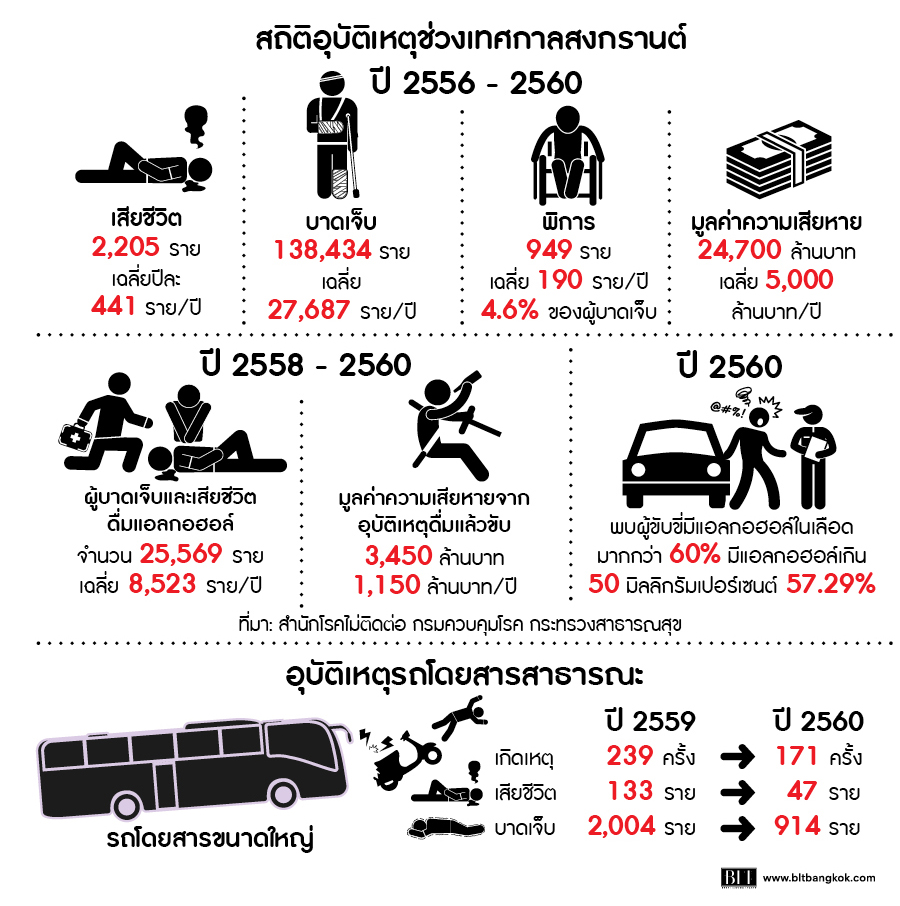 สถิติอุบัติเหตุช่วงเทศกาลสงกรานต์
ปี 2556 - 2560
เสียชีวิต
2,205 ราย
เฉลี่ยปีละ
441 ราย/ปี
บาดเจ็บ
138,434 ราย
เฉลี่ย
27,687 ราย/ปี
พิการ
949 ราย
เฉลี่ย 190 ราย/ปี
4.6% ของผู้บาดเจ็บ
มูลค่าความเสียหาย
24,700 ล้านบาท
เฉลี่ย 5,000
ล้านบาท/ปี
ปี 2558 - 2560
ผู้บาดเจ็บและเสียชีวิต
ดื่มแอลกอฮอล์
จำนวน 25,569 ราย
เฉลี่ย 8,523 ราย/ปี
มูลค่าความเสียหายจาก
อุบัติเหตุดื่มแล้วขับ
3,450 ล้านบาท
1,150 ล้านบาท/ปี
ปี 2560
@#%!
พบผู้ขับขี่มีแอลกอฮอล์ในเลือด
มากกว่า 60% มีแอลกอฮอล์เกิน
50 มิลลิกรัมเปอร์เซนต์ 57.29%
ที่มา: สำนักโรคไม่ติดต่อ กรมควบคุมโรค กระทรวงสาธารณสุข
อุบัติเหตุรถโดยสารสาธารณะ
รถโดยสารขนาดใหญ่
ปี 2559 ปี 2560
เกิดเหตุ 239 ครั้ง → 171 ครั้ง
เสียชีวิต 133 ราย → 47 ราย
บาดเจ็บ 2,004 ราย → 914 ราย
BLT www.bltbangkok.com